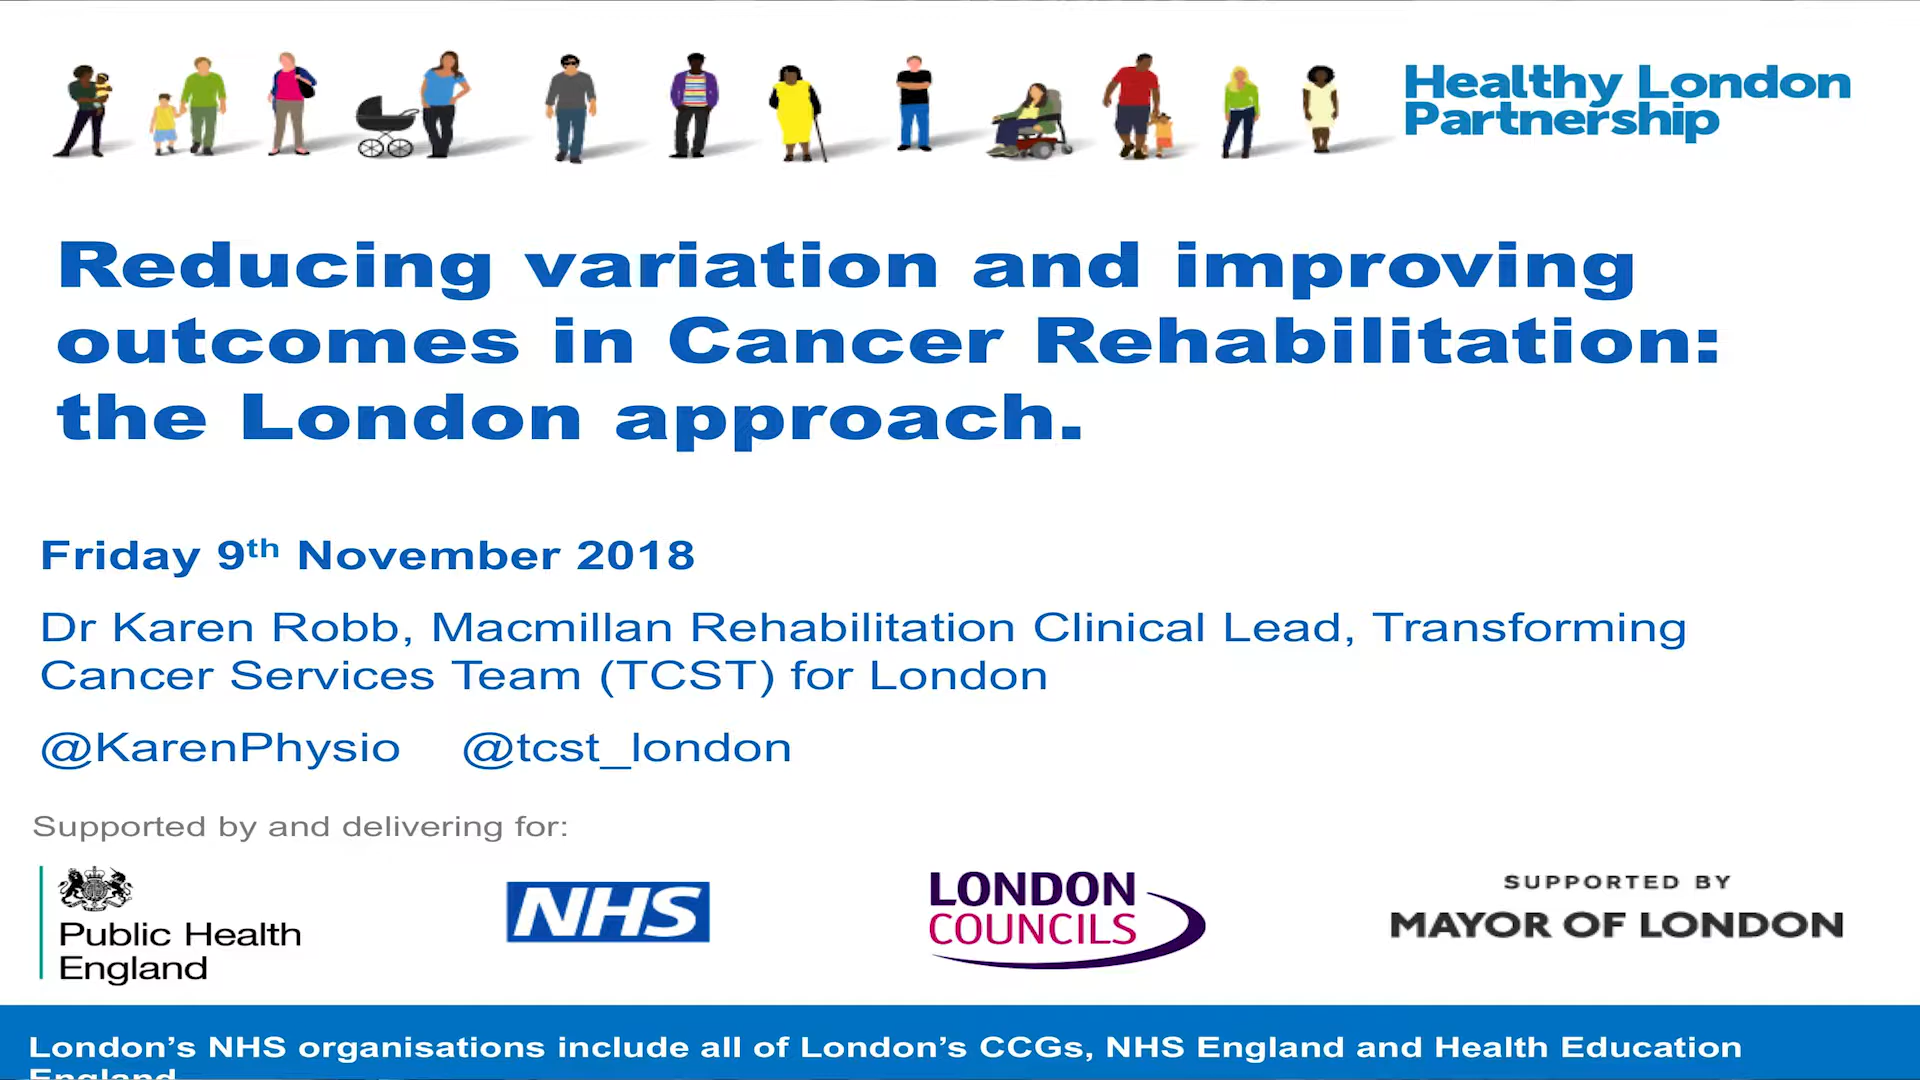 Healthy London
Partnership
Reducing variation and improving
outcomes in Cancer Rehabilitation:
the London approach.
Friday 9th November 2018
Dr Karen Robb, Macmillan Rehabilitation Clinical Lead, Transforming
Cancer Services Team (TCST) for London
@KarenPhysio @tcst_london
Supported by and delivering for:
Public Health
England
NHS
LONDON
COUNCILS
SUPPORTED BY
MAYOR OF LONDON
London’s NHS organisations include all of London’s CCGs, NHS England and Health Education
England